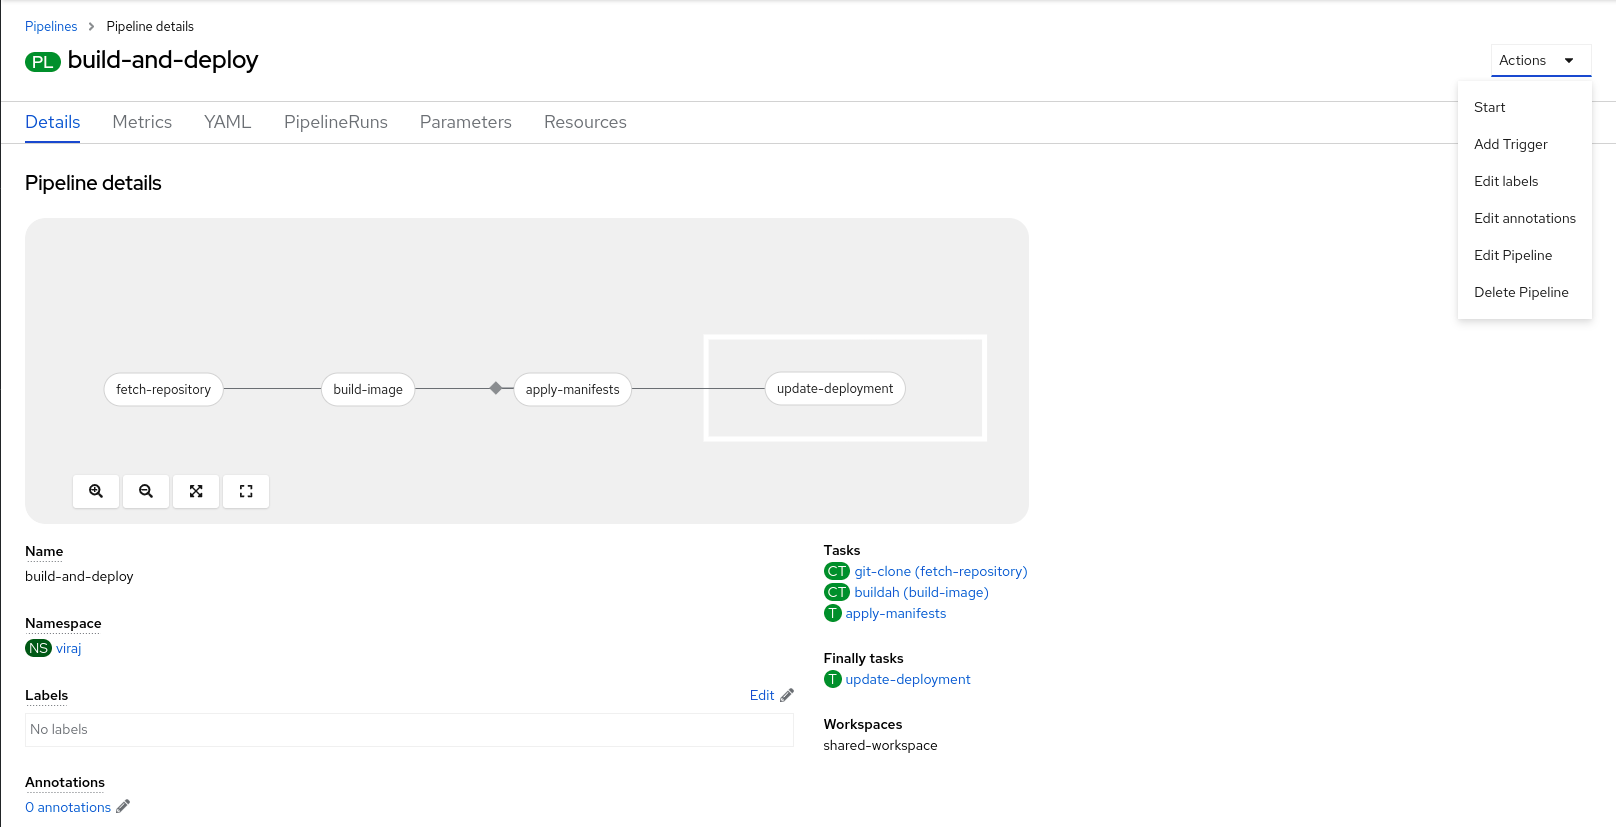 Pipelines > Pipeline details
PL build-and-deploy
Actions
Start
Add Trigger
Edit labels
Edit annotations
Edit Pipeline
Delete Pipeline
Details Metrics YAML PipelineRuns Parameters Resources
Pipeline details
fetch-repository build-image apply-manifests update-deployment
Name
build-and-deploy
Namespace
NS viraj
Labels Edit
No labels
Annotations
0 annotations
Tasks
CT git-clone (fetch-repository)
CT buildah (build-image)
T apply-manifests
Finally tasks
T update-deployment
Workspaces
shared-workspace